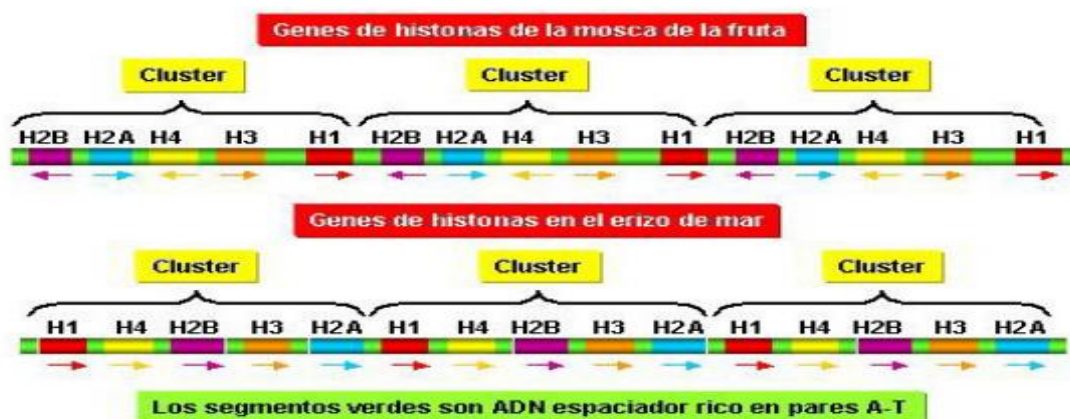 Genes de histonas de la mosca de la fruta
Cluster Cluster Cluster
H2B H2A H4 H3 H1 H2B H2A H4 H3 H1 H2B H2A H4 H3 H1
Genes de histonas en el erizo de mar
Cluster Cluster Cluster
H1 H4 H2B H3 H2A H1 H4 H2B H3 H2A H1 H4 H2B H3 H2A
Los segmentos verdes son ADN espaciador rico en pares A-T